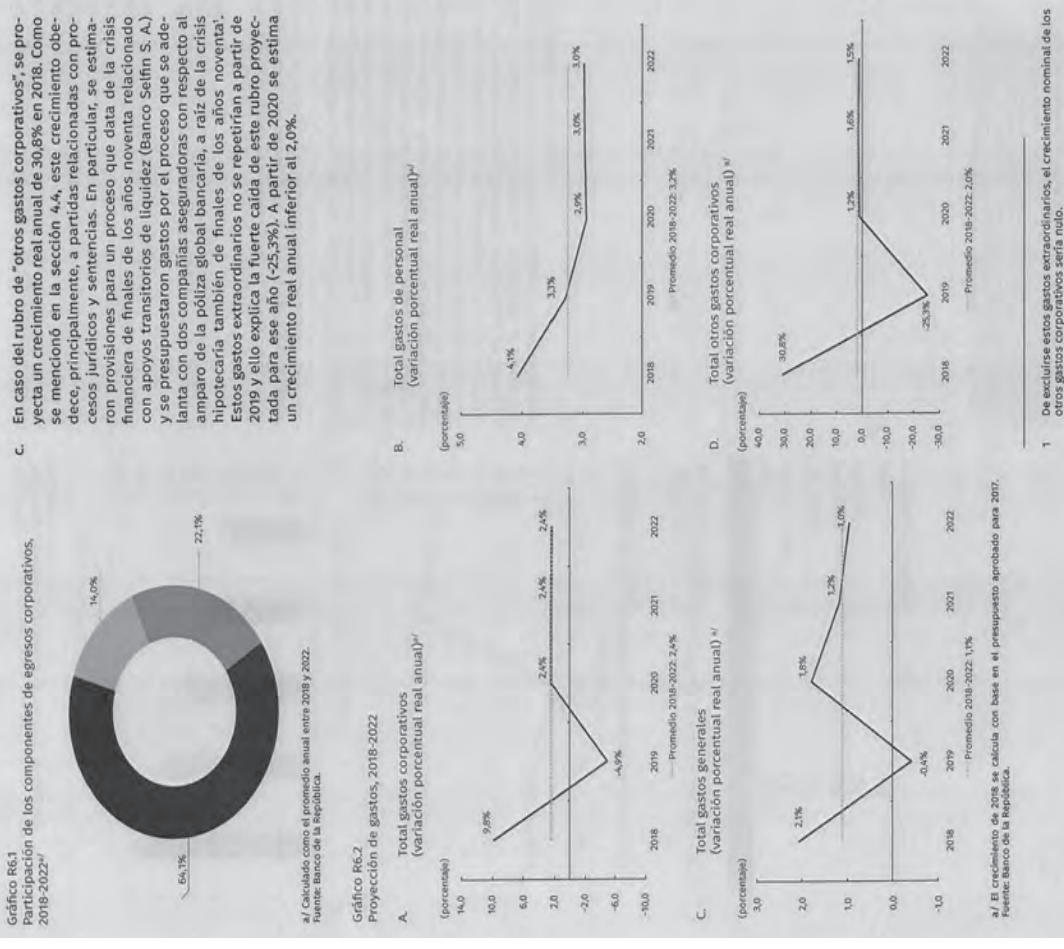 Gráfico R6.1
Participación de los componentes de egresos corporativos,
2018-2022a/
14,0%
22,1%
64,1%
a/ Calculado como el promedio anual entre 2018 y 2022.
Fuente: Banco de la República.
c. En caso del rubro de "otros gastos corporativos", se pro-
yecta un crecimiento real anual de 30,8% en 2018. Como
se mencionó en la sección 4.4, este crecimiento obe-
dece, principalmente, a partidas relacionadas con pro-
cesos jurídicos y sentencias. En particular, se estima-
ron provisiones para un proceso que data de la crisis
financiera de finales de los años noventa relacionado
con apoyos transitorios de liquidez (Banco Selfin S. A.)
y se presupuestaron gastos por el proceso que se ade-
lanta con dos compañías aseguradoras con respecto al
amparo de la póliza global bancaria, a raíz de la crisis
hipotecaria también de finales de los años noventa1.
Estos gastos extraordinarios no se repetirían a partir de
2019 y ello explica la fuerte caída de este rubro proyec-
tada para ese año (-25,3%). A partir de 2020 se estima
un crecimiento real anual inferior al 2,0%.
Gráfico R6.2
Proyección de gastos, 2018-2022
A. Total gastos corporativos
(variación porcentual real anual)a/
(porcentaje)
14,0
10,0
6,0
2,0
-2,0
-6,0
-10,0
9,8%
-4,9%
2,4%
2,4%
2,4%
2018 2019 2020 2021 2022
Promedio 2018-2022: 2,4%
B. Total gastos de personal
(variación porcentual real anual)a/
(porcentaje)
5,0
4,0
3,0
2,0
4,1%
3,3%
2,9%
3,0%
3,0%
2018 2019 2020 2021 2022
Promedio 2018-2022: 3,2%
C. Total gastos generales
(variación porcentual real anual) a/
(porcentaje)
3,0
2,0
1,0
0,0
-1,0
2,1%
-0,4%
1,8%
1,2%
1,0%
2018 2019 2020 2021 2022
Promedio 2018-2022: 1,1%
D. Total otros gastos corporativos
(variación porcentual real anual) a/
(porcentaje)
40,0
30,0
20,0
10,0
0,0
-10,0
-20,0
-30,0
30,8%
-25,3%
1,2%
1,6%
1,5%
2018 2019 2020 2021 2022
Promedio 2018-2022: 2,0%
a/ El crecimiento de 2018 se calcula con base en el presupuesto aprobado para 2017.
Fuente: Banco de la República.
1 De excluirse estos gastos extraordinarios, el crecimiento nominal de los
otros gastos corporativos sería nulo.